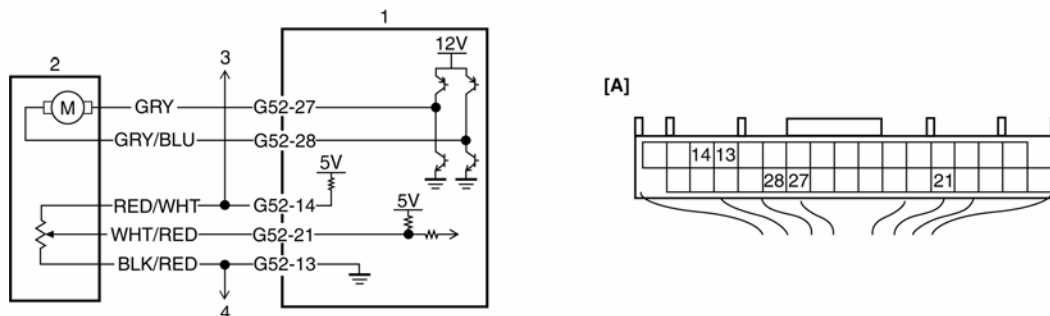 1
12V
3
2
M
GRY
G52-27
GRY/BLU
G52-28
5V
RED/WHT
G52-14
5V
WHT/RED
G52-21
BLK/RED
G52-13
4
[A]
14 13
28 27 21